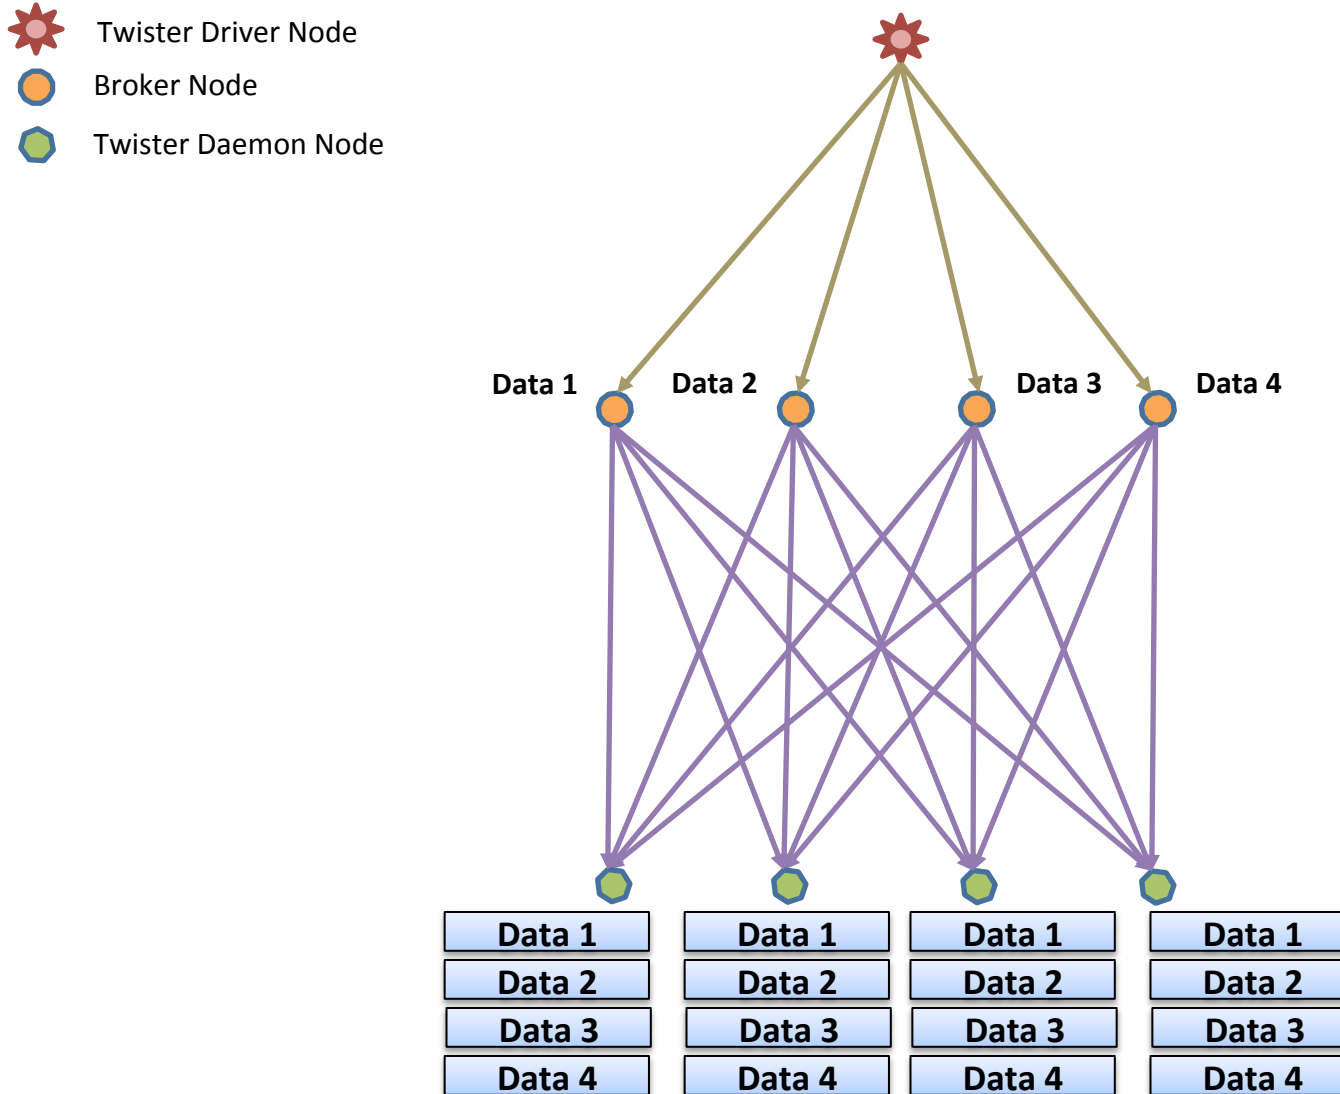 Twister Driver Node
Broker Node
Twister Daemon Node
Data 1 Data 2 Data 3 Data 4
Data 1 Data 1 Data 1 Data 1
Data 2 Data 2 Data 2 Data 2
Data 3 Data 3 Data 3 Data 3
Data 4 Data 4 Data 4 Data 4